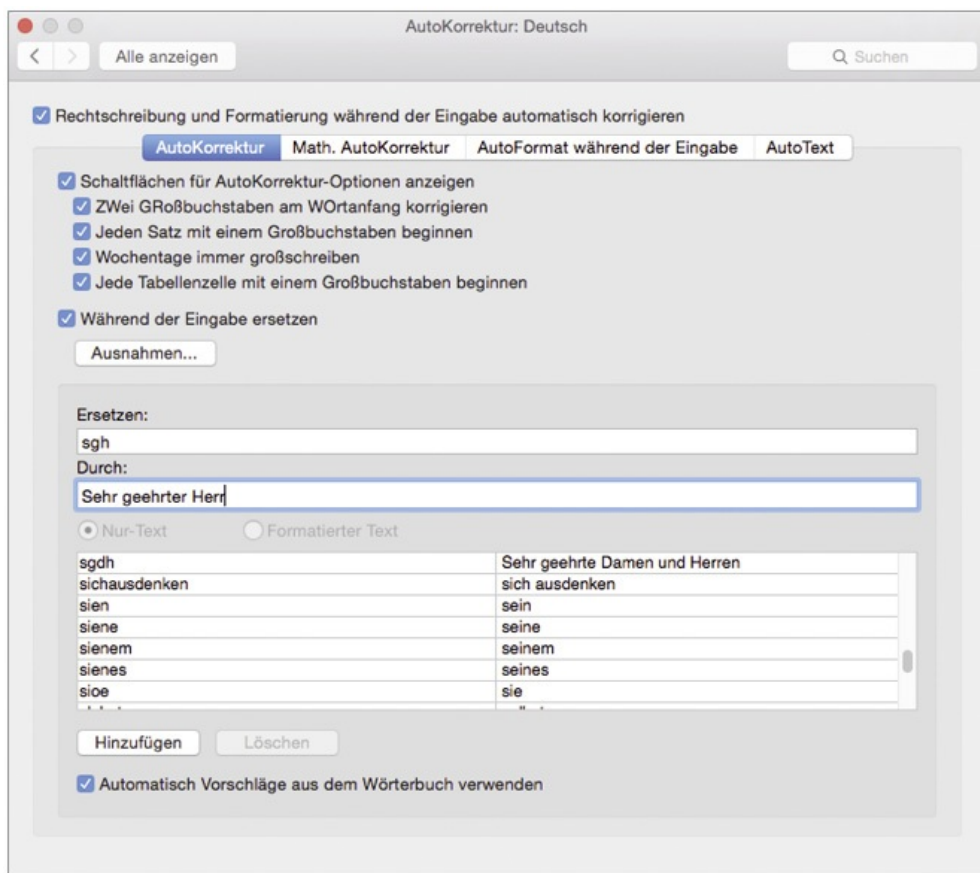 AutoKorrektur: Deutsch
Alle anzeigen
Suchen
Rechtschreibung und Formatierung während der Eingabe automatisch korrigieren
AutoKorrektur Math. AutoKorrektur AutoFormat während der Eingabe AutoText
Schaltflächen für AutoKorrektur-Optionen anzeigen
ZWei GRoßbuchstaben am WOrtanfang korrigieren
Jeden Satz mit einem Großbuchstaben beginnen
Wochentage immer großschreiben
Jede Tabellenzelle mit einem Großbuchstaben beginnen
Während der Eingabe ersetzen
Ausnahmen...
Ersetzen:
sgh
Durch:
Sehr geehrter Herr
Nur-Text Formatierter Text
sgdh Sehr geehrte Damen und Herren
sichausdenken sich ausdenken
sien sein
siene seine
sienem seinem
sienes seines
sioe sie
Hinzufügen Löschen
Automatisch Vorschläge aus dem Wörterbuch verwenden